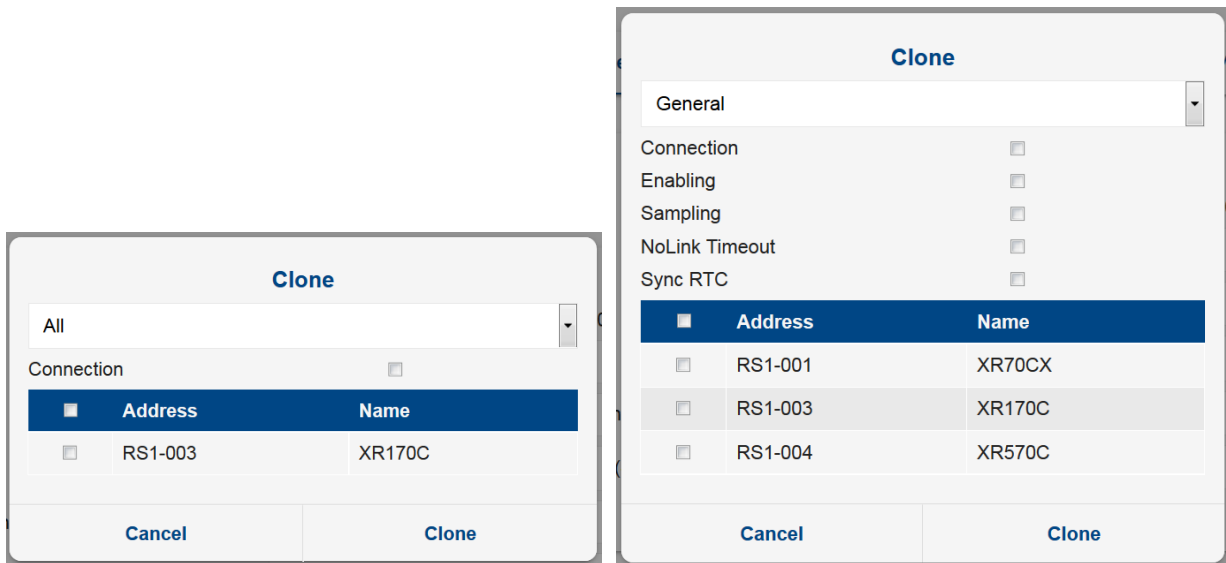 Clone
All
Connection
Address Name
RS1-003 XR170C
Cancel Clone
Clone
General
Connection
Enabling
Sampling
NoLink Timeout
Sync RTC
Address Name
RS1-001 XR70CX
RS1-003 XR170C
RS1-004 XR570C
Cancel Clone